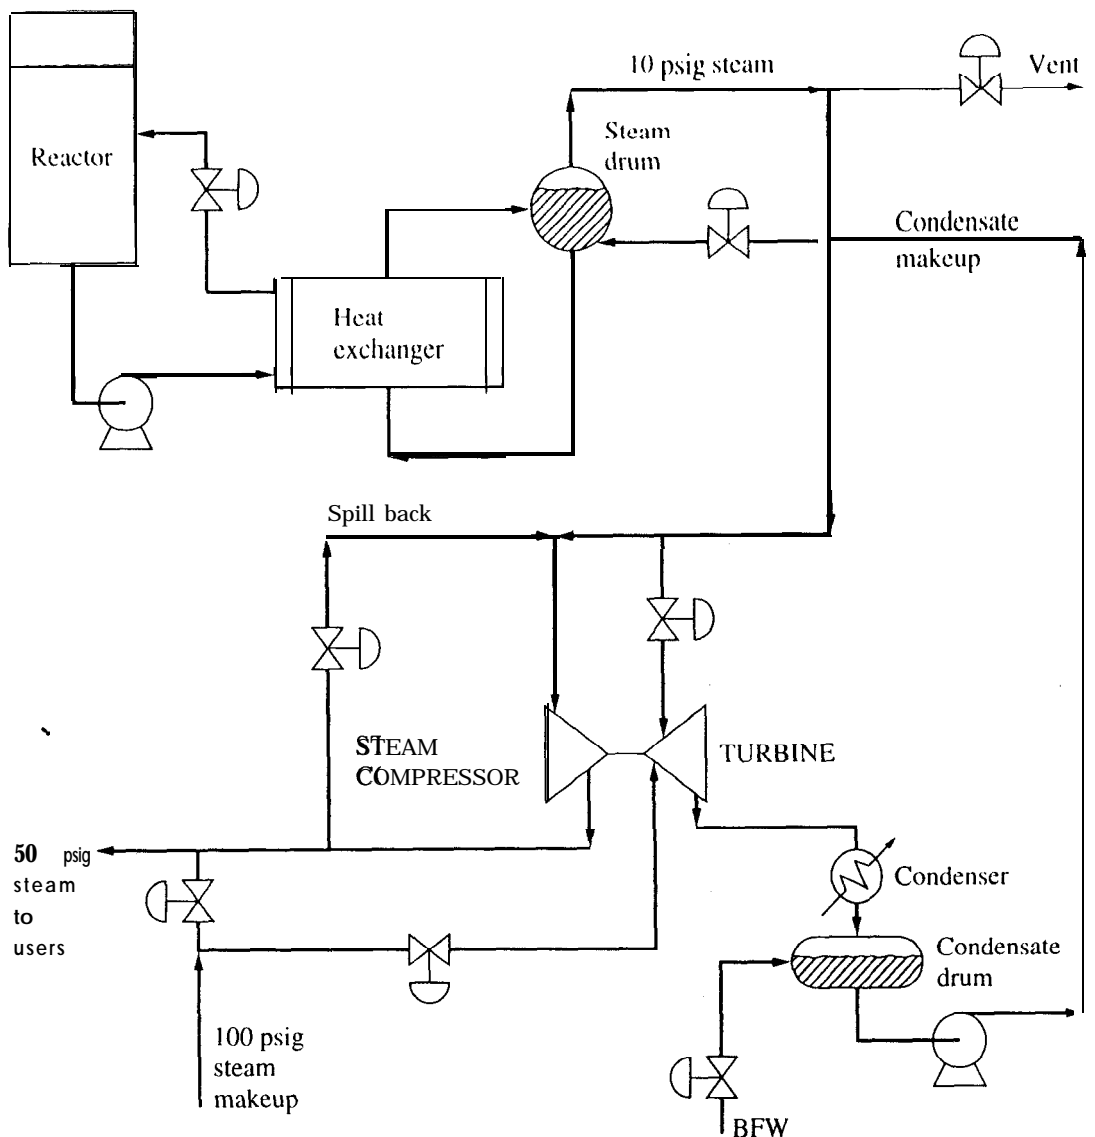 10 psig steam
Vent
Steam
drum
Reactor
Condensate
makeup
Heat
exchanger
Spill back
STEAM
COMPRESSOR
TURBINE
50 psig
steam
to
users
Condenser
Condensate
drum
100 psig
steam
makeup
BFW